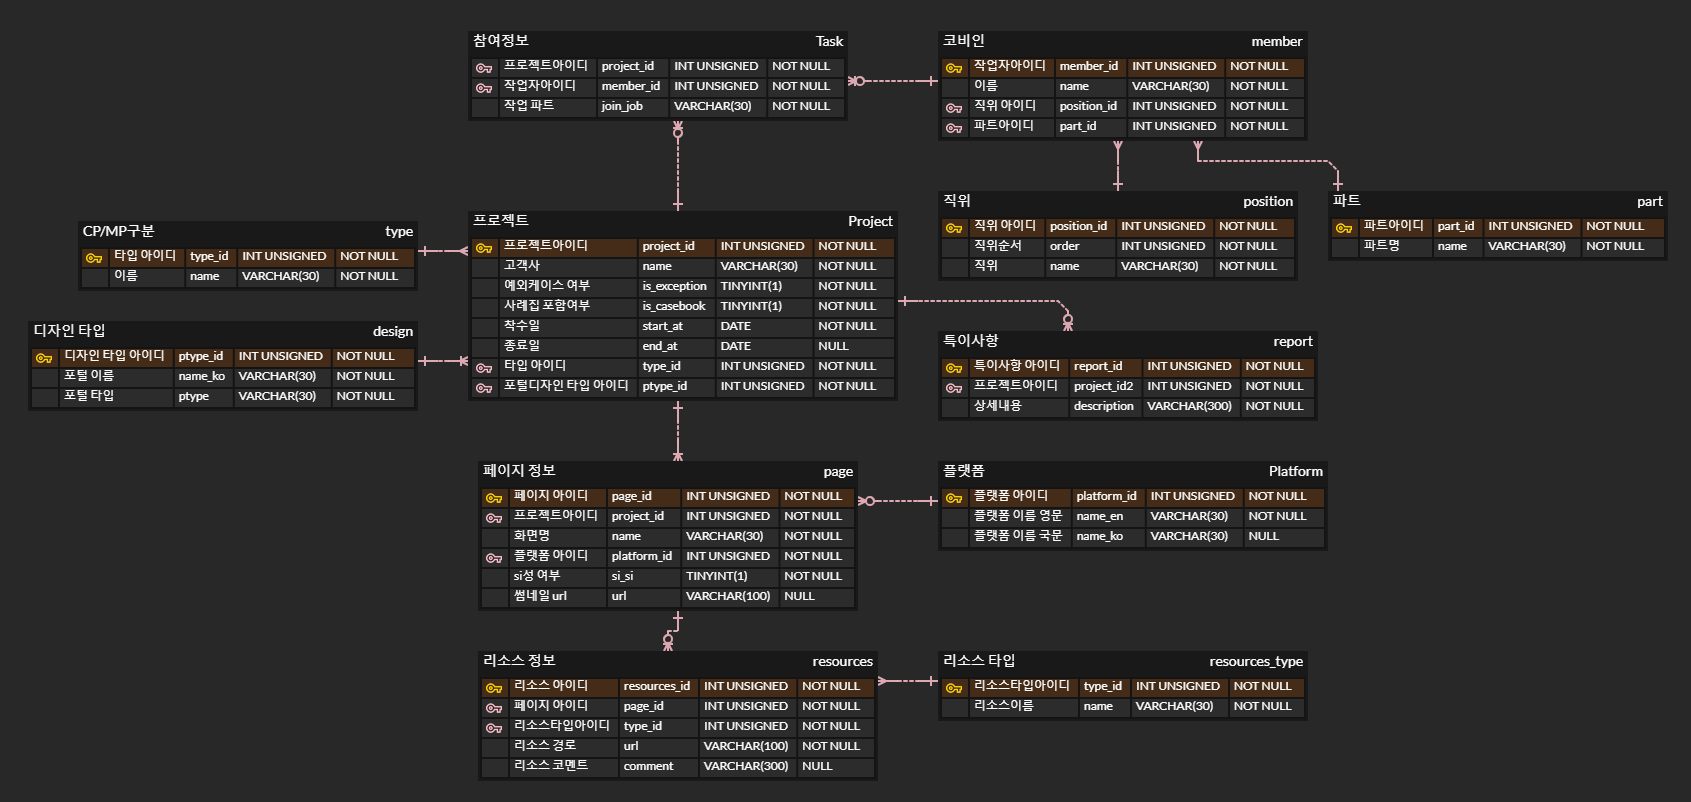 참여정보 Task
프로젝트아이디 project_id INT UNSIGNED NOT NULL
작업자아이디 member_id INT UNSIGNED NOT NULL
작업 파트 join_job VARCHAR(30) NOT NULL
코비인 member
작업자아이디 member_id INT UNSIGNED NOT NULL
이름 name VARCHAR(30) NOT NULL
직위 아이디 position_id INT UNSIGNED NOT NULL
파트아이디 part_id INT UNSIGNED NOT NULL
직위 position
직위 아이디 position_id INT UNSIGNED NOT NULL
직위순서 order INT UNSIGNED NOT NULL
직위 name VARCHAR(30) NOT NULL
파트 part
파트아이디 part_id INT UNSIGNED NOT NULL
파트명 name VARCHAR(30) NOT NULL
CP/MP구분 type
타입 아이디 type_id INT UNSIGNED NOT NULL
이름 name VARCHAR(30) NOT NULL
프로젝트 Project
프로젝트아이디 project_id INT UNSIGNED NOT NULL
고객사 name VARCHAR(30) NOT NULL
예외케이스 여부 is_exception TINYINT(1) NOT NULL
사례집 포함여부 is_casebook TINYINT(1) NOT NULL
착수일 start_at DATE NOT NULL
종료일 end_at DATE NULL
타입 아이디 type_id INT UNSIGNED NOT NULL
포털디자인 타입 아이디 ptype_id INT UNSIGNED NOT NULL
디자인 타입 design
디자인 타입 아이디 ptype_id INT UNSIGNED NOT NULL
포털 이름 name_ko VARCHAR(30) NOT NULL
포털 타입 ptype VARCHAR(30) NOT NULL
특이사항 report
특이사항 아이디 report_id INT UNSIGNED NOT NULL
프로젝트아이디 project_id2 INT UNSIGNED NOT NULL
상세내용 description VARCHAR(300) NOT NULL
페이지 정보 page
페이지 아이디 page_id INT UNSIGNED NOT NULL
프로젝트아이디 project_id INT UNSIGNED NOT NULL
화면명 name VARCHAR(30) NOT NULL
플랫폼 아이디 platform_id INT UNSIGNED NOT NULL
si성 여부 si_si TINYINT(1) NOT NULL
썸네일 url url VARCHAR(100) NULL
플랫폼 Platform
플랫폼 아이디 platform_id INT UNSIGNED NOT NULL
플랫폼 이름 영문 name_en VARCHAR(30) NOT NULL
플랫폼 이름 국문 name_ko VARCHAR(30) NULL
리소스 정보 resources
리소스 아이디 resources_id INT UNSIGNED NOT NULL
페이지 아이디 page_id INT UNSIGNED NOT NULL
리소스타입아이디 type_id INT UNSIGNED NOT NULL
리소스 경로 url VARCHAR(100) NOT NULL
리소스 코멘트 comment VARCHAR(300) NULL
리소스 타입 resources_type
리소스타입아이디 type_id INT UNSIGNED NOT NULL
리소스이름 name VARCHAR(30) NOT NULL